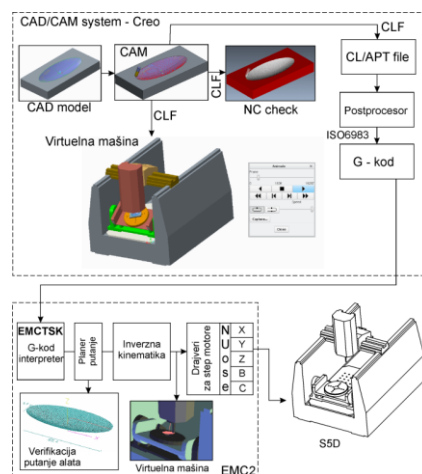 CAD/CAM system - Creo
CLF
CAM
CAD model
CLF
NC check
CLF
Virtuelna mašina
CL/APT file
Postprocesor
ISO6983
G - kod
EMCTSK
G-kod
interpreter
Planer
putanje
Inverzna
kinematika
Drajveri
za step motore
NU ose
X
Y
Z
B
C
Verifikacija
putanje alata
Virtuelna mašina
EMC2
S5D